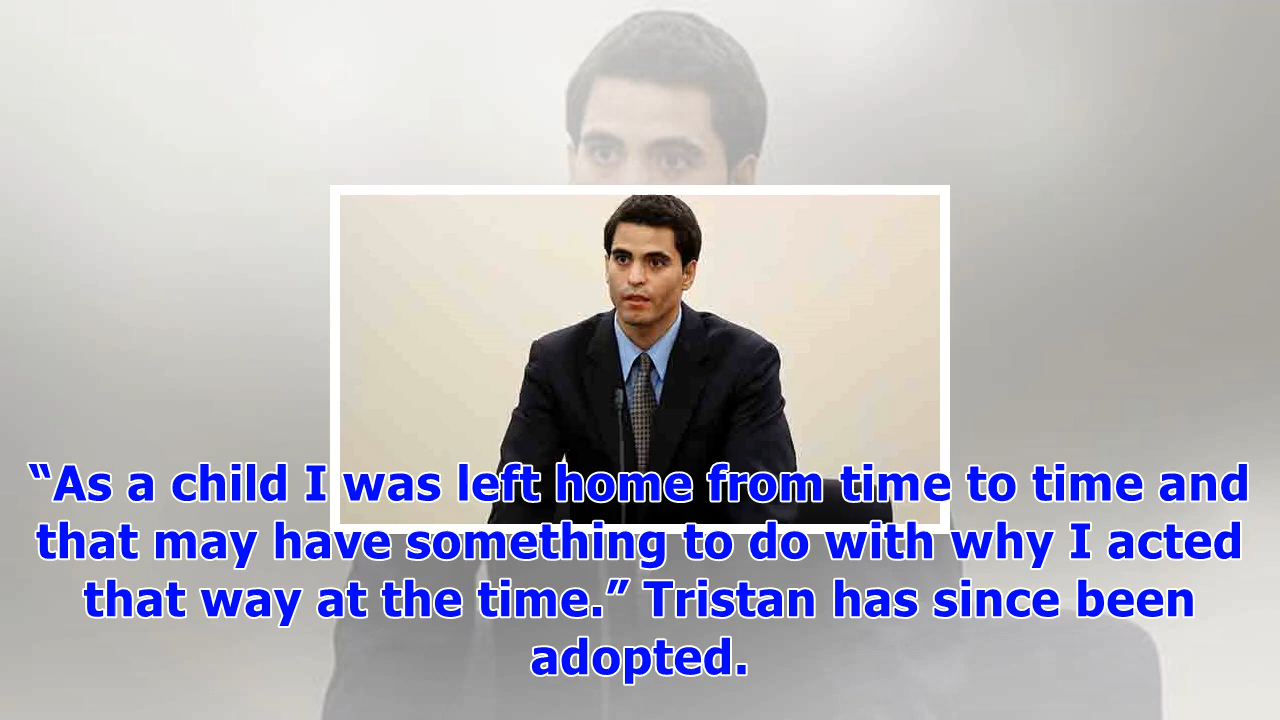 “As a child I was left home from time to time and
that may have something to do with why I acted
that way at the time.” Tristan has since been
adopted.